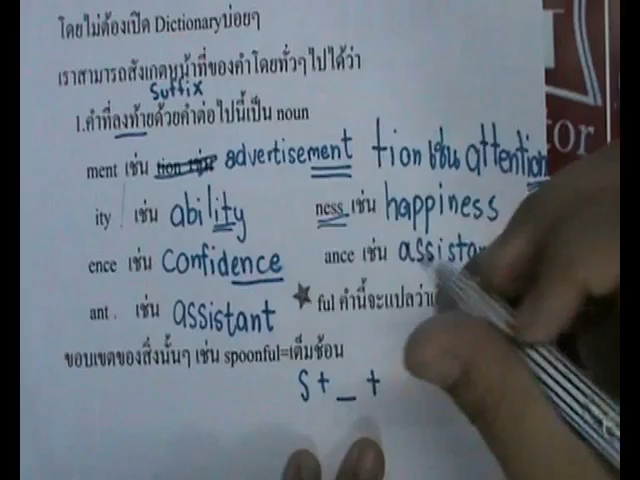 โดยไม่ต้องเปิด Dictionaryบ่อยๆ
เราสามารถสังเกตหน้าที่ของคำโดยทั่วๆไปได้ว่า
suffix
1.คำที่ลงท้ายด้วยคำต่อไปนี้เป็น noun
ment เช่น advertisement tion เช่น attention
ity เช่น ability ness เช่น happiness
ence เช่น confidence ance เช่น
ant . เช่น assistant ful คำนี้จะแปลว่า
ขอบเขตของสิ่งนั้นๆ เช่น spoonful=เต็มช้อน
S + _ +
tor